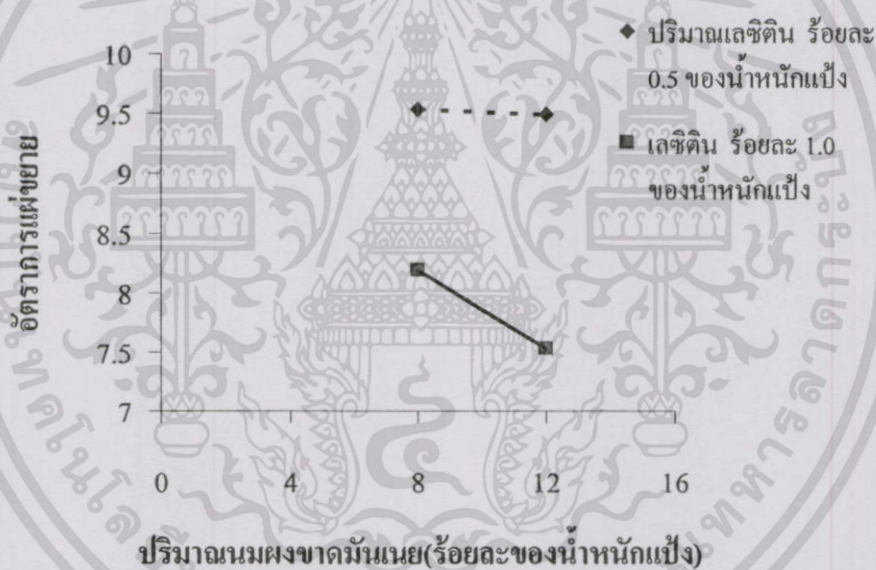 10
9.5
9
8.5
8
7.5
7
อัตราการแผ่ขยาย
◆ ปริมาณเลซิติน ร้อยละ
0.5 ของน้ำหนักแป้ง
■ เลซิติน ร้อยละ 1.0
ของน้ำหนักแป้ง
0 4 8 12 16
ปริมาณนมผงขาดมันเนย(ร้อยละของน้ำหนักแป้ง)